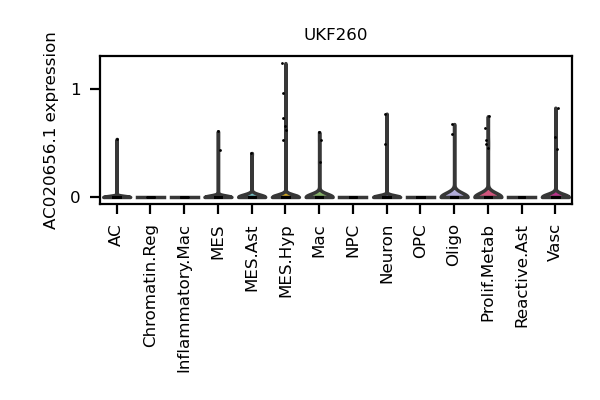 UKF260
AC020656.1 expression
1
0
AC
Chromatin.Reg
Inflammatory.Mac
MES
MES.Ast
MES.Hyp
Mac
NPC
Neuron
OPC
Oligo
Prolif.Metab
Reactive.Ast
Vasc